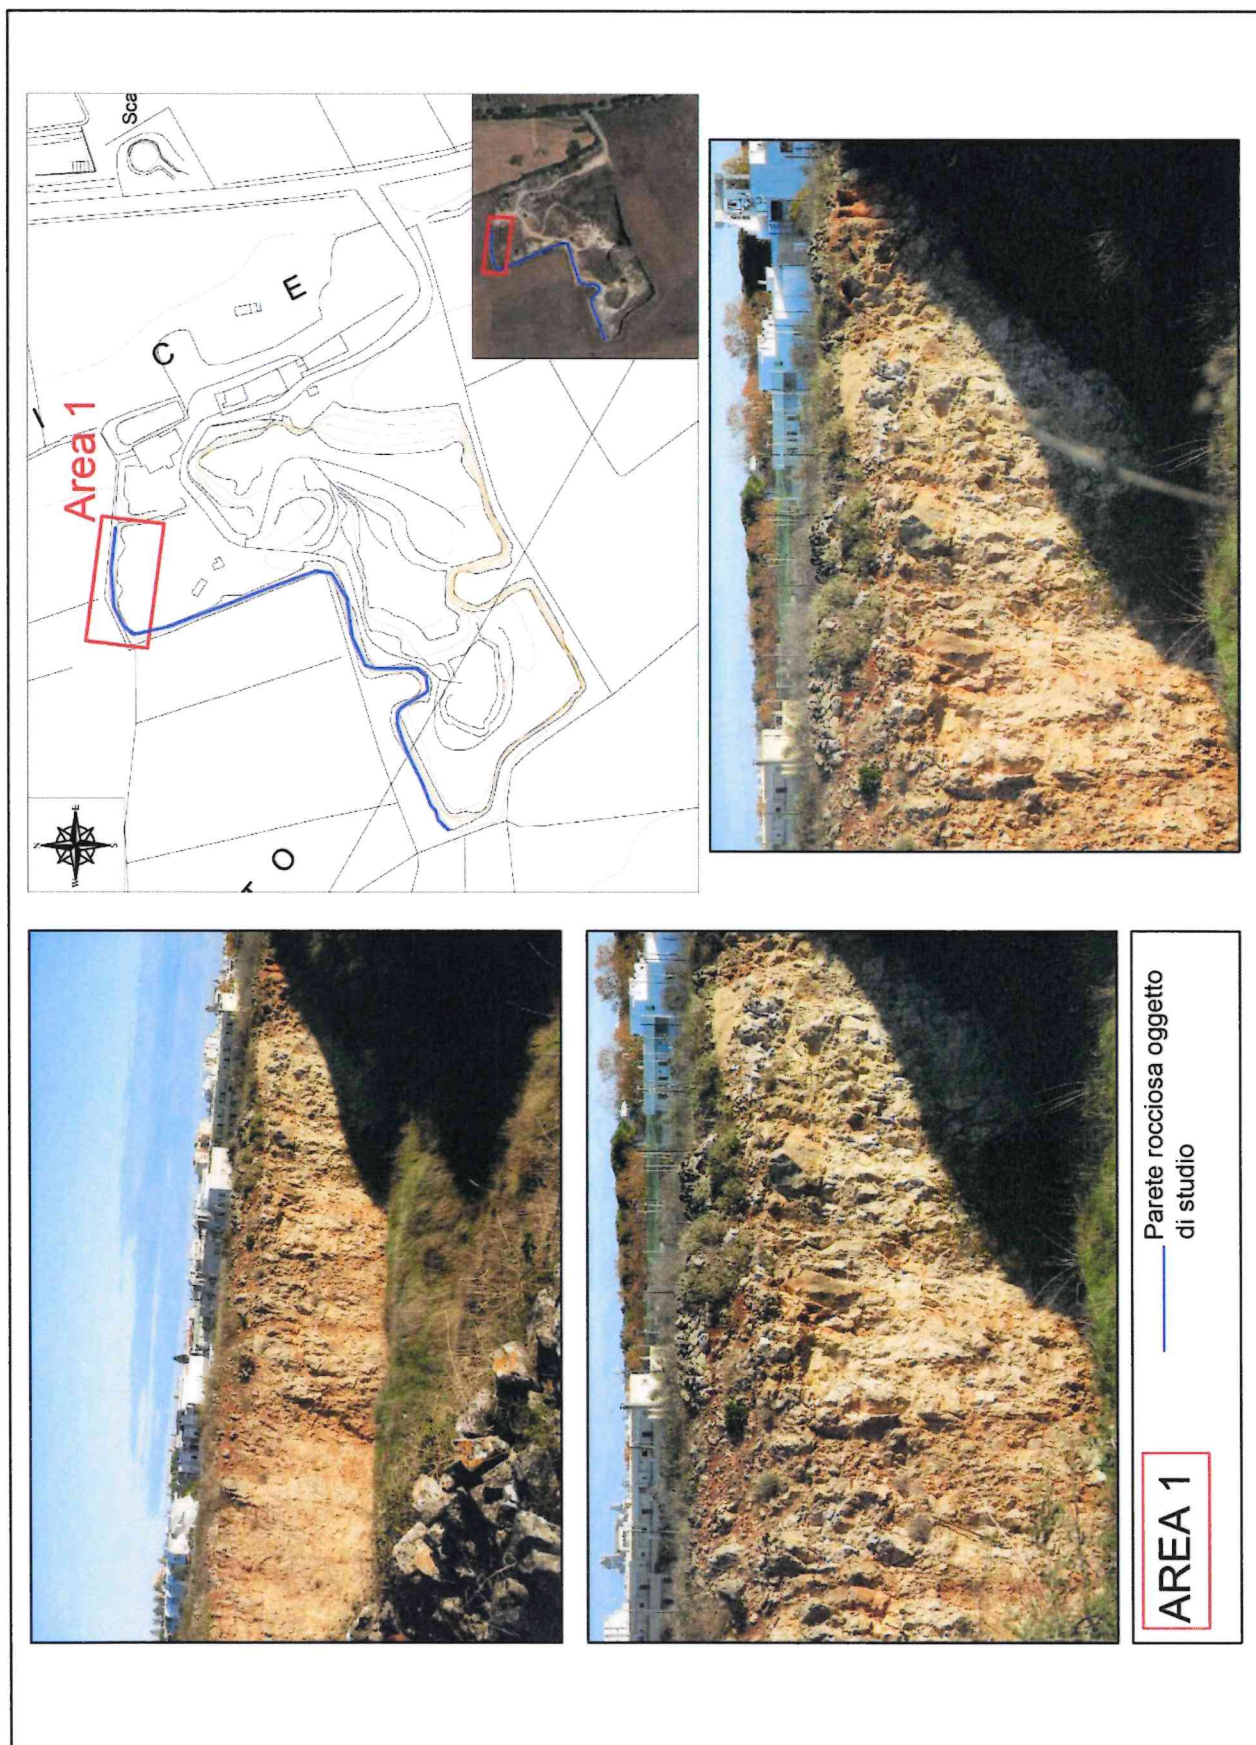 N
W E
S
Sca
I
Area 1
C
E
O
AREA 1
Parete rocciosa oggetto
di studio